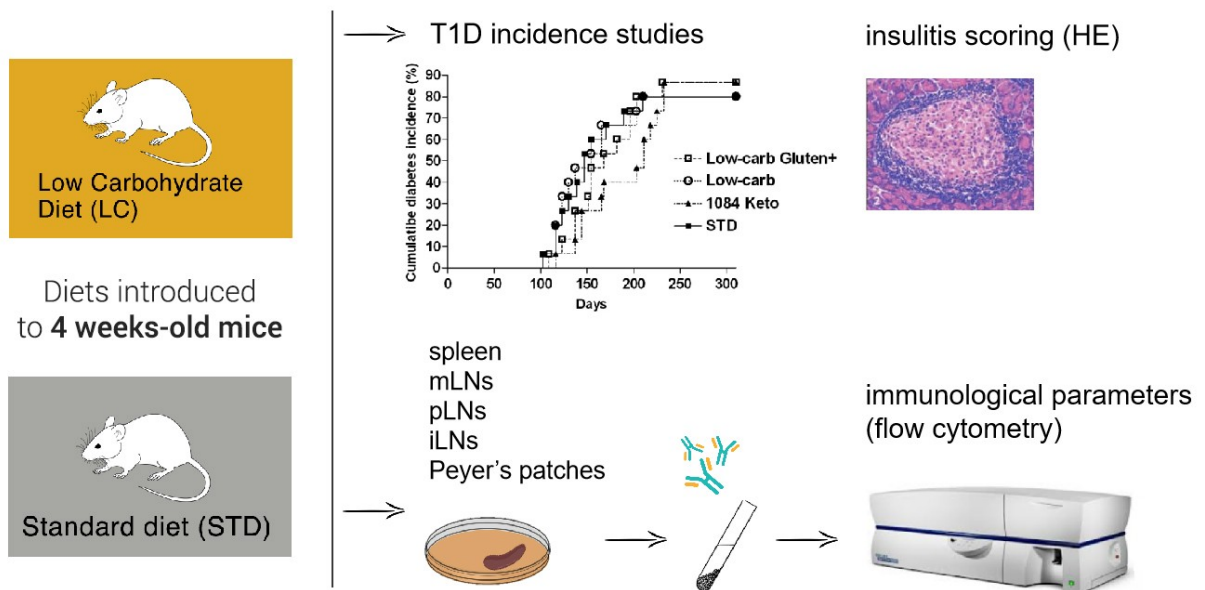 Low Carbohydrate
Diet (LC)
Diets introduced
to 4 weeks-old mice
Standard diet (STD)
T1D incidence studies
Cumulatibe diabetes incidence (%)
90
80
70
60
50
40
30
20
10
0
0
50
100
150
200
250
300
Days
Low-carb Gluten+
Low-carb
1084 Keto
STD
insulitis scoring (HE)
spleen
mLNs
pLNs
iLNs
Peyer's patches
immunological parameters
(flow cytometry)